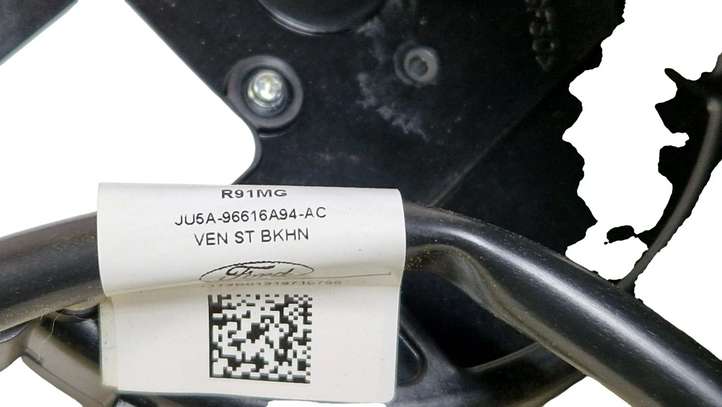 R91MG
JU5A-96616A94-AC
VEN ST BKHN
Ford